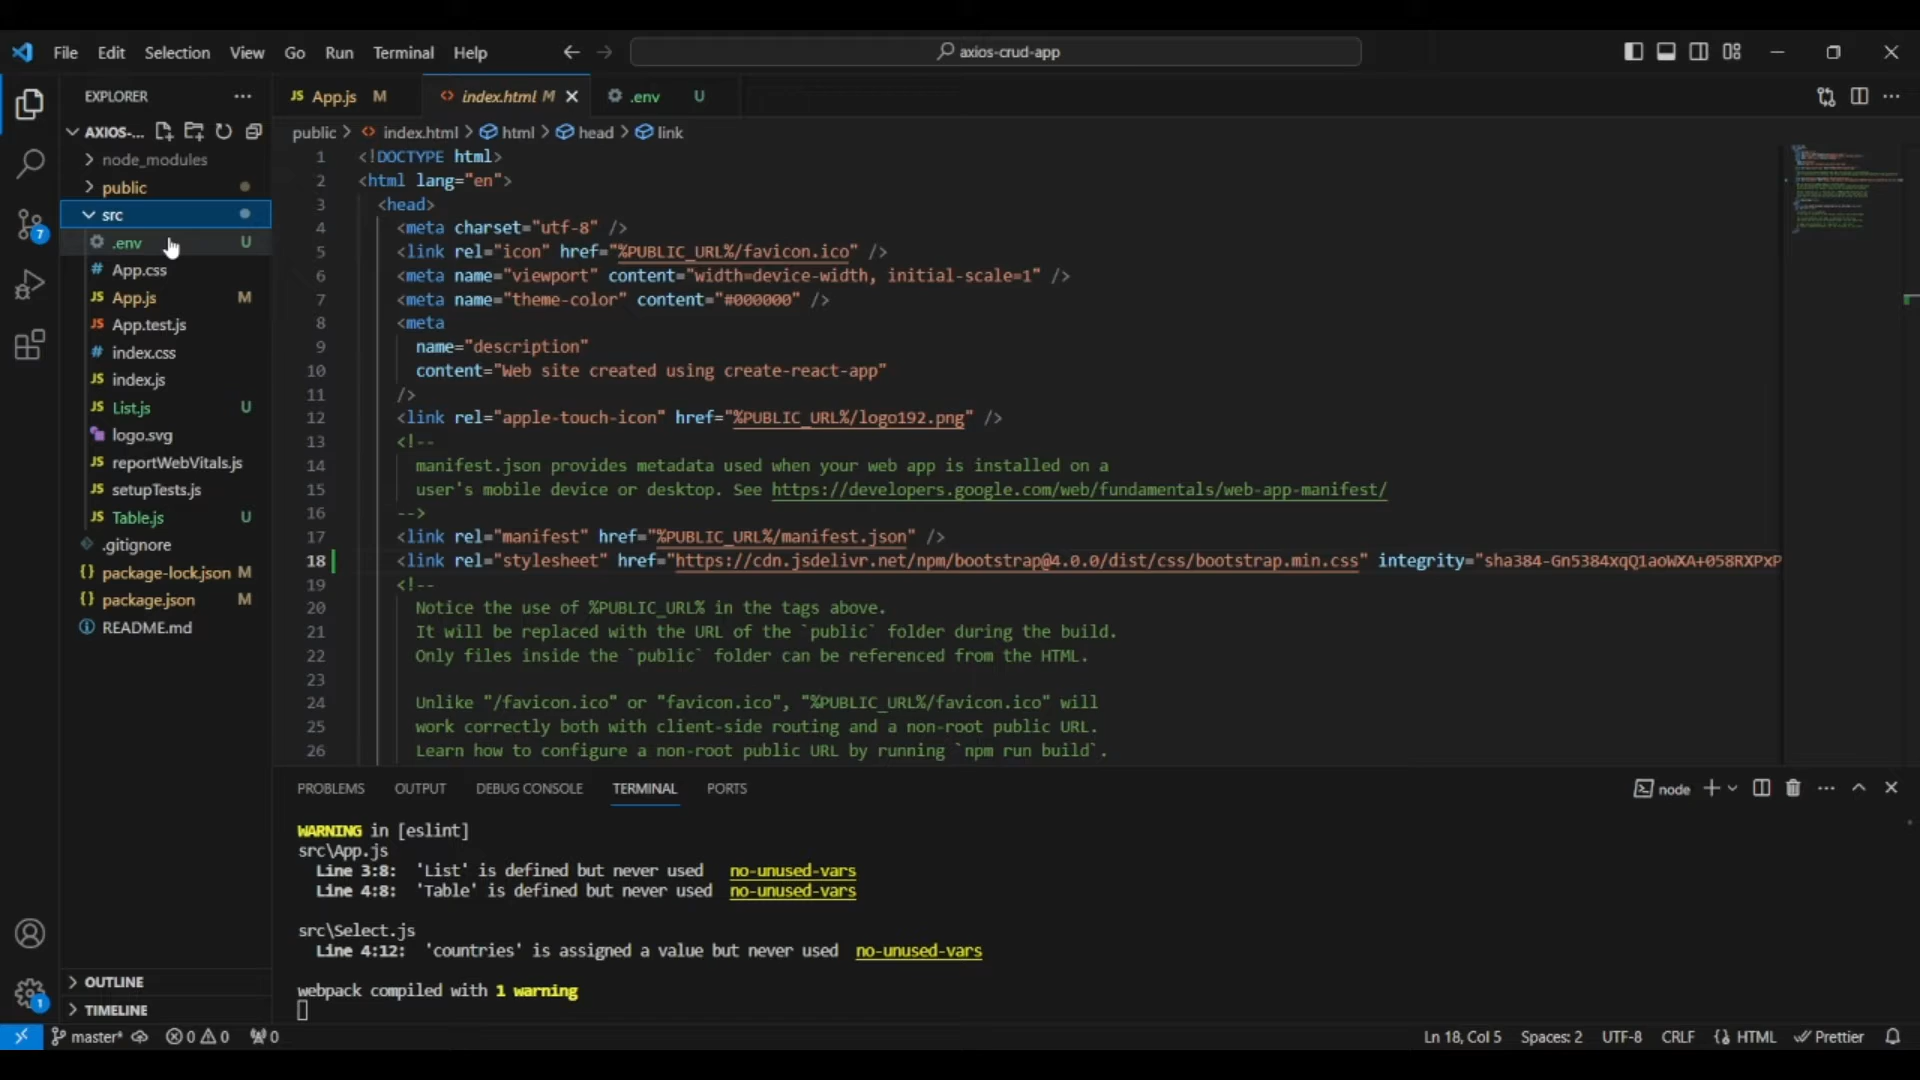 File Edit Selection View Go Run Terminal Help
axios-crud-app
EXPLORER
AXIOS-...
node_modules
public
src
.env U
App.css
App.js M
App.test.js
index.css
index.js
List.js U
logo.svg
reportWebVitals.js
setupTests.js
Table.js U
.gitignore
package-lock.json M
package.json M
README.md
OUTLINE
TIMELINE
7
1
App.js M
index.html M
.env U
public > index.html > html > head > link
1 <!DOCTYPE html>
2 <html lang="en">
3 <head>
4 <meta charset="utf-8" />
5 <link rel="icon" href="%PUBLIC_URL%/favicon.ico" />
6 <meta name="viewport" content="width=device-width, initial-scale=1" />
7 <meta name="theme-color" content="#000000" />
8 <meta
9 name="description"
10 content="Web site created using create-react-app"
11 />
12 <link rel="apple-touch-icon" href="%PUBLIC_URL%/logo192.png" />
13 <!--
14 manifest.json provides metadata used when your web app is installed on a
15 user's mobile device or desktop. See https://developers.google.com/web/fundamentals/web-app-manifest/
16 -->
17 <link rel="manifest" href="%PUBLIC_URL%/manifest.json" />
18 <link rel="stylesheet" href="https://cdn.jsdelivr.net/npm/bootstrap@4.0.0/dist/css/bootstrap.min.css" integrity="sha384-Gn5384xqQ1aoWXA+058RXPxP
19 <!--
20 Notice the use of %PUBLIC_URL% in the tags above.
21 It will be replaced with the URL of the `public` folder during the build.
22 Only files inside the `public` folder can be referenced from the HTML.
23
24 Unlike "/favicon.ico" or "favicon.ico", "%PUBLIC_URL%/favicon.ico" will
25 work correctly both with client-side routing and a non-root public URL.
26 Learn how to configure a non-root public URL by running `npm run build`.
PROBLEMS OUTPUT DEBUG CONSOLE TERMINAL PORTS
node
WARNING in [eslint]
src\App.js
Line 3:8: 'List' is defined but never used no-unused-vars
Line 4:8: 'Table' is defined but never used no-unused-vars
src\Select.js
Line 4:12: 'countries' is assigned a value but never used no-unused-vars
webpack compiled with 1 warning
master* 0 0 0
Ln 18, Col 5 Spaces: 2 UTF-8 CRLF HTML Prettier